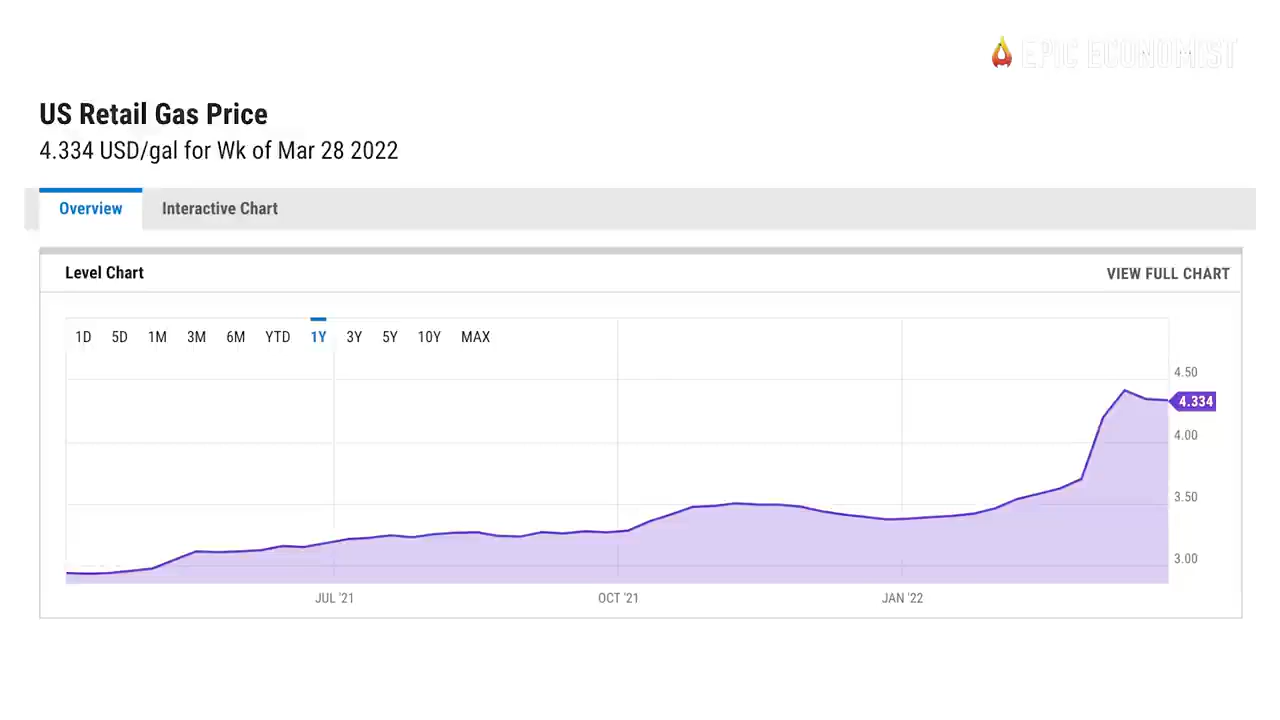 EPIC ECONOMIST
US Retail Gas Price
4.334 USD/gal for Wk of Mar 28 2022
Overview Interactive Chart
Level Chart VIEW FULL CHART
1D 5D 1M 3M 6M YTD 1Y 3Y 5Y 10Y MAX
4.50
4.334
4.00
3.50
3.00
JUL '21 OCT '21 JAN '22